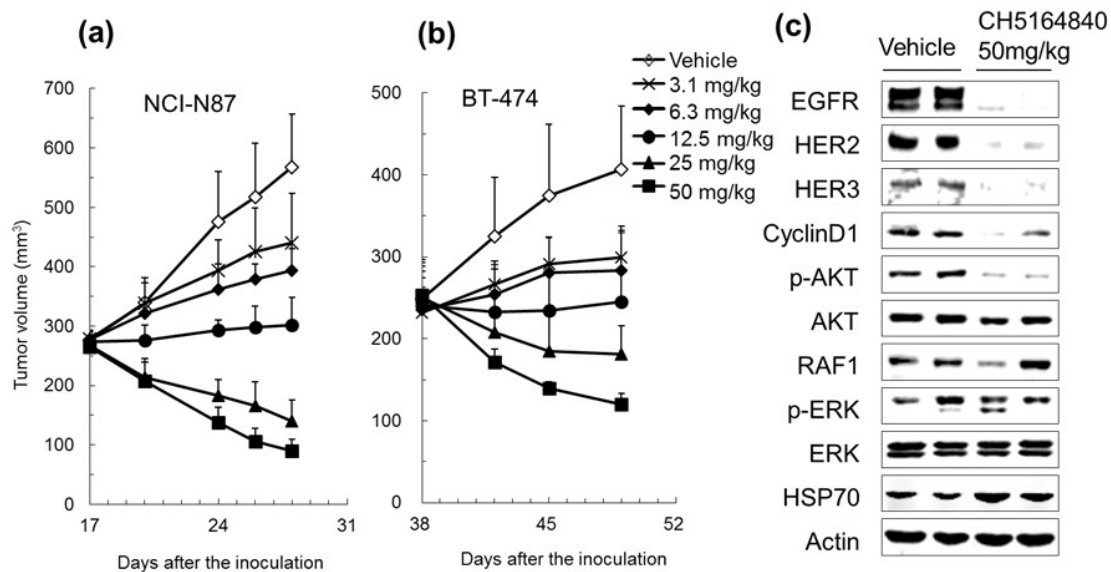 (a)
NCI-N87
Tumor volume (mm³)
700
600
500
400
300
200
100
0
17
24
31
Days after the inoculation
(b)
BT-474
Vehicle
3.1 mg/kg
6.3 mg/kg
12.5 mg/kg
25 mg/kg
50 mg/kg
500
400
300
200
100
0
38
45
52
Days after the inoculation
(c)
Vehicle
CH5164840
50mg/kg
EGFR
HER2
HER3
CyclinD1
p-AKT
AKT
RAF1
p-ERK
ERK
HSP70
Actin